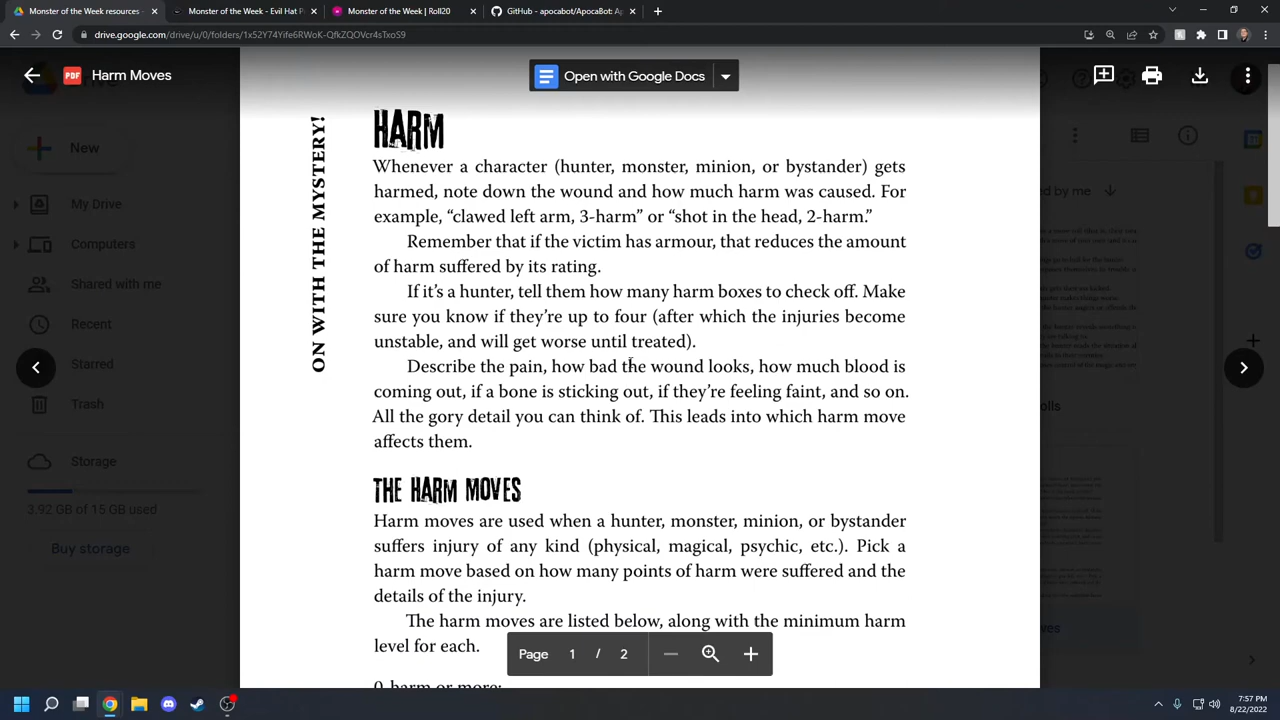 Monster of the Week resources
Monster of the Week - Evil Hat P
Monster of the Week | Roll20
GitHub - apocabot/ApocaBot: Ap
drive.google.com/drive/u/0/folders/1x52Y74Yife6RWoK-QfkZQOVcr4sTxoS9
PDF
Harm Moves
Open with Google Docs
New
My Drive
Computers
Shared with me
Recent
Starred
Trash
Storage
3.92 GB of 15 GB used
Buy storage
ON WITH THE MYSTERY!
HARM
Whenever a character (hunter, monster, minion, or bystander) gets
harmed, note down the wound and how much harm was caused. For
example, “clawed left arm, 3-harm” or “shot in the head, 2-harm.”
Remember that if the victim has armour, that reduces the amount
of harm suffered by its rating.
If it’s a hunter, tell them how many harm boxes to check off. Make
sure you know if they’re up to four (after which the injuries become
unstable, and will get worse until treated).
Describe the pain, how bad the wound looks, how much blood is
coming out, if a bone is sticking out, if they’re feeling faint, and so on.
All the gory detail you can think of. This leads into which harm move
affects them.
THE HARM MOVES
Harm moves are used when a hunter, monster, minion, or bystander
suffers injury of any kind (physical, magical, psychic, etc.). Pick a
harm move based on how many points of harm were suffered and the
details of the injury.
The harm moves are listed below, along with the minimum harm
level for each.
0-harm or more:
Page 1 / 2
7:57 PM
8/22/2022